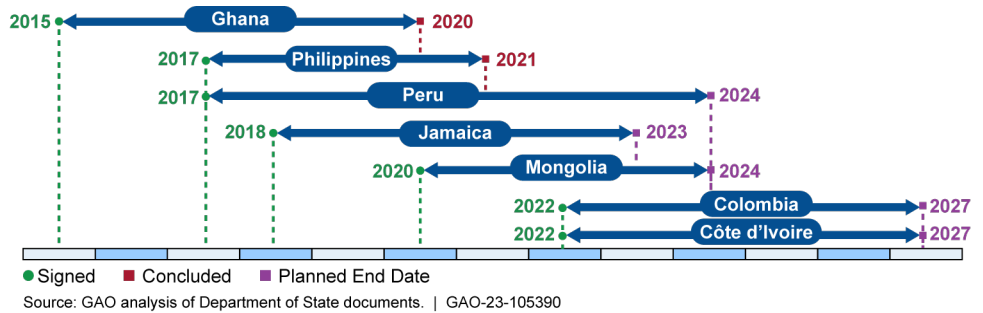 2015 Ghana 2020
2017 Philippines 2021
2017 Peru 2024
2018 Jamaica 2023
2020 Mongolia 2024
2022 Colombia 2027
2022 Côte d’Ivoire 2027
Signed Concluded Planned End Date
Source: GAO analysis of Department of State documents. | GAO-23-105390